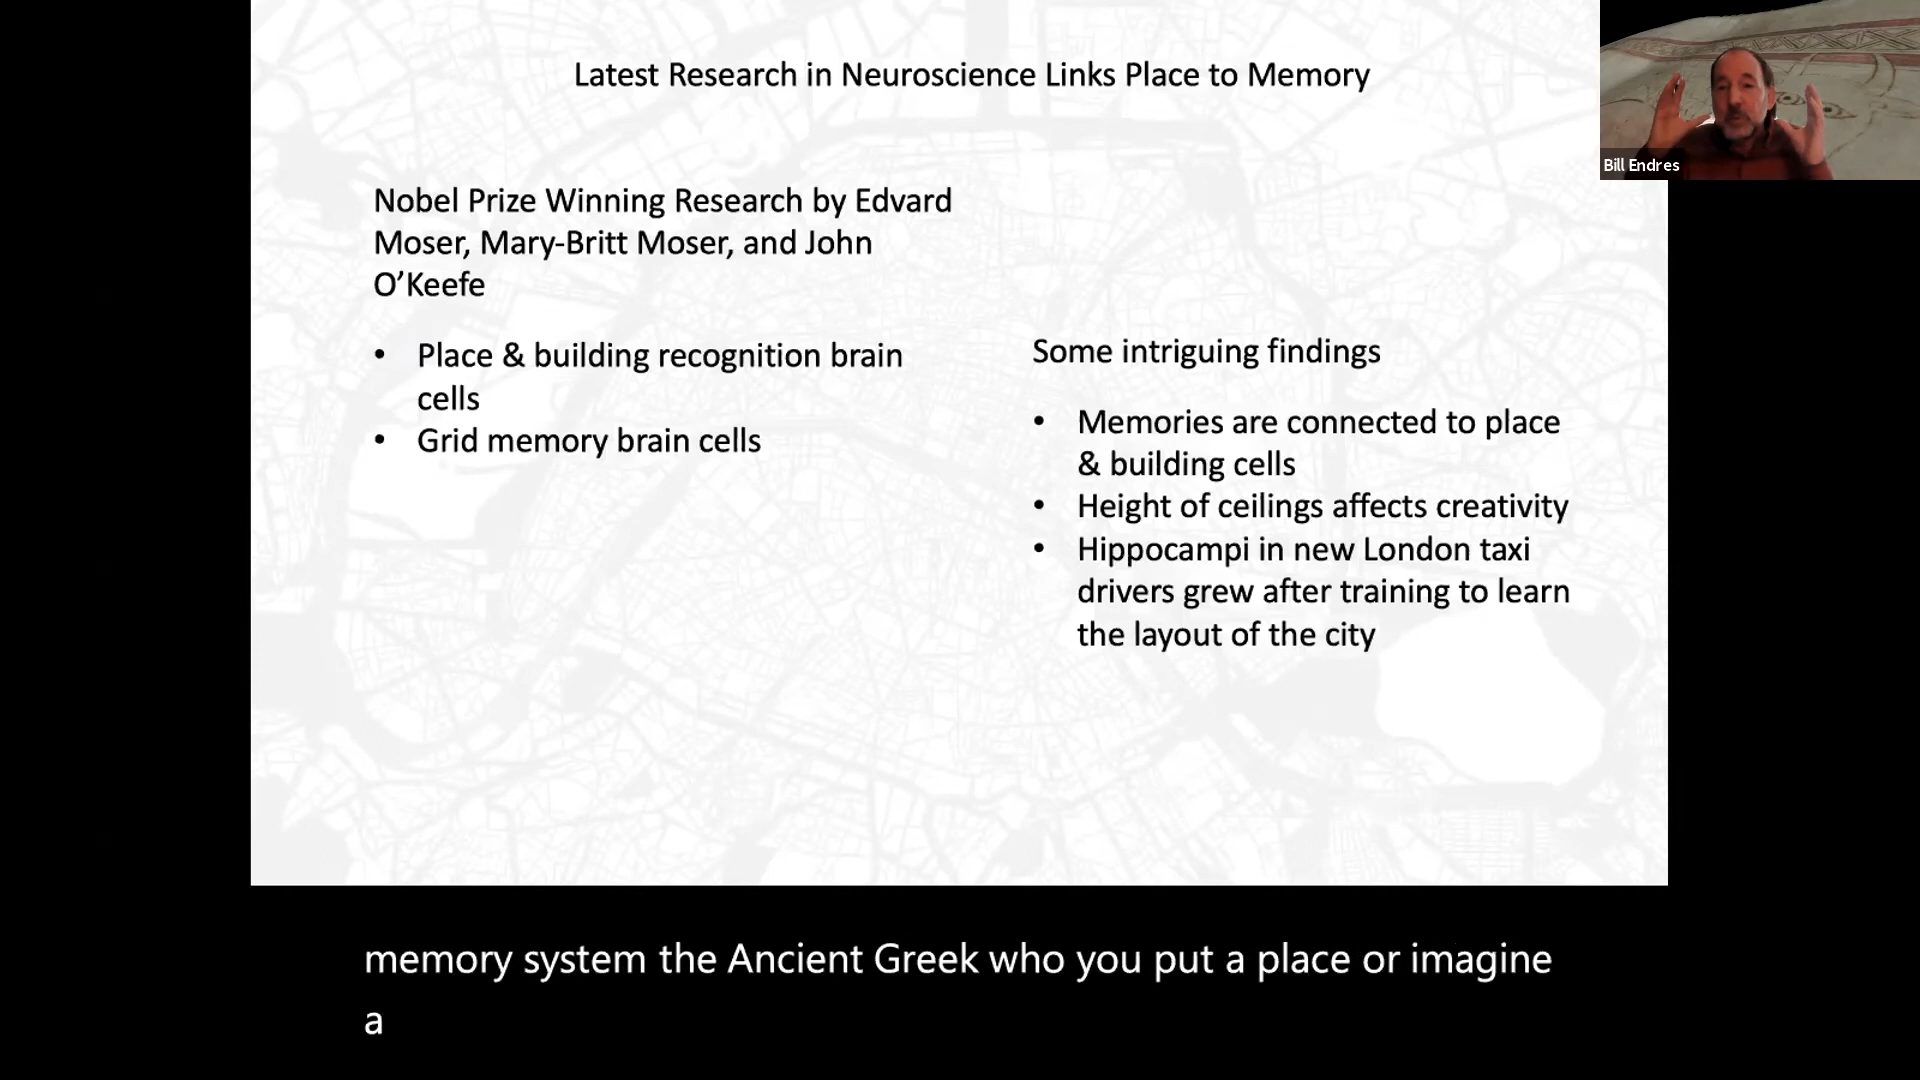 Latest Research in Neuroscience Links Place to Memory
Bill Endres
Nobel Prize Winning Research by Edvard
Moser, Mary-Britt Moser, and John
O’Keefe
• Place & building recognition brain
cells
• Grid memory brain cells
Some intriguing findings
• Memories are connected to place
& building cells
• Height of ceilings affects creativity
• Hippocampi in new London taxi
drivers grew after training to learn
the layout of the city
memory system the Ancient Greek who you put a place or imagine
a